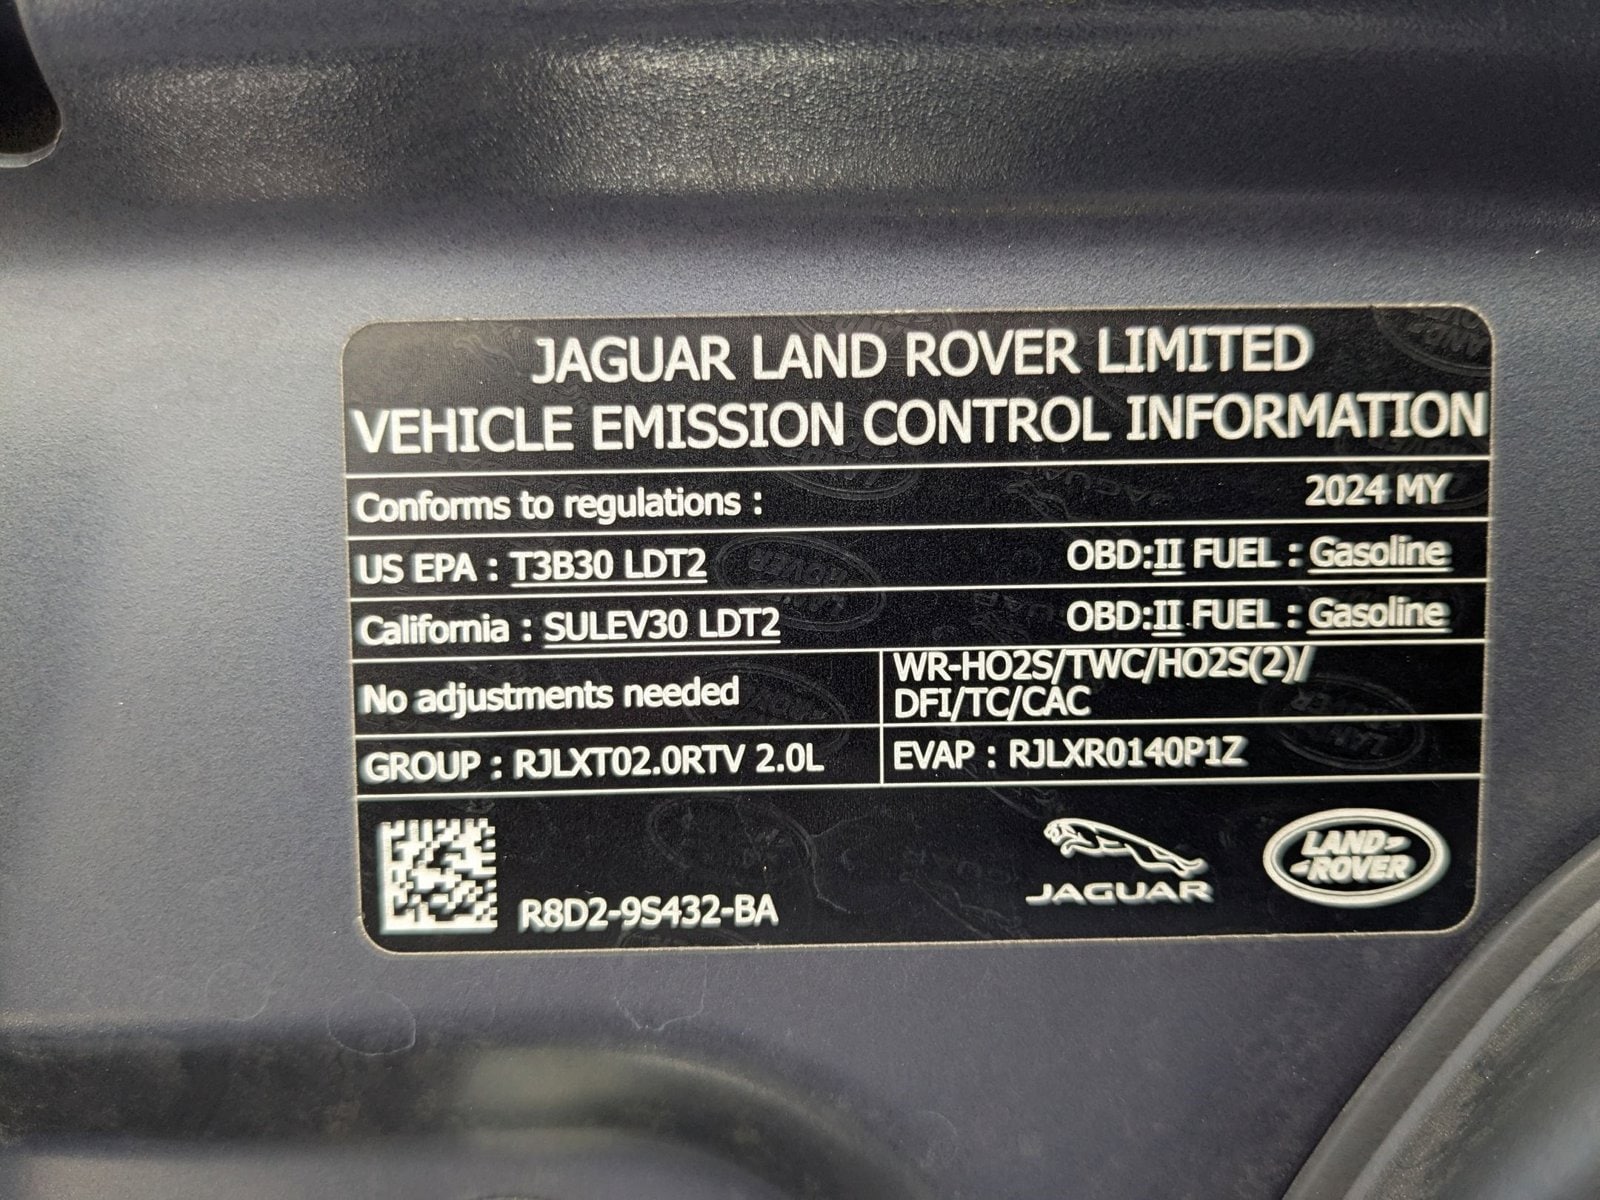 JAGUAR LAND ROVER LIMITED
VEHICLE EMISSION CONTROL INFORMATION
Conforms to regulations : 2024 MY
US EPA : T3B30 LDT2 OBD:II FUEL : Gasoline
California : SULEV30 LDT2 OBD:II FUEL : Gasoline
No adjustments needed
WR-HO2S/TWC/HO2S(2)/
DFI/TC/CAC
GROUP : RJLXT02.0RTV 2.0L EVAP : RJLXR0140P1Z
R8D2-9S432-BA
JAGUAR
LAND
ROVER